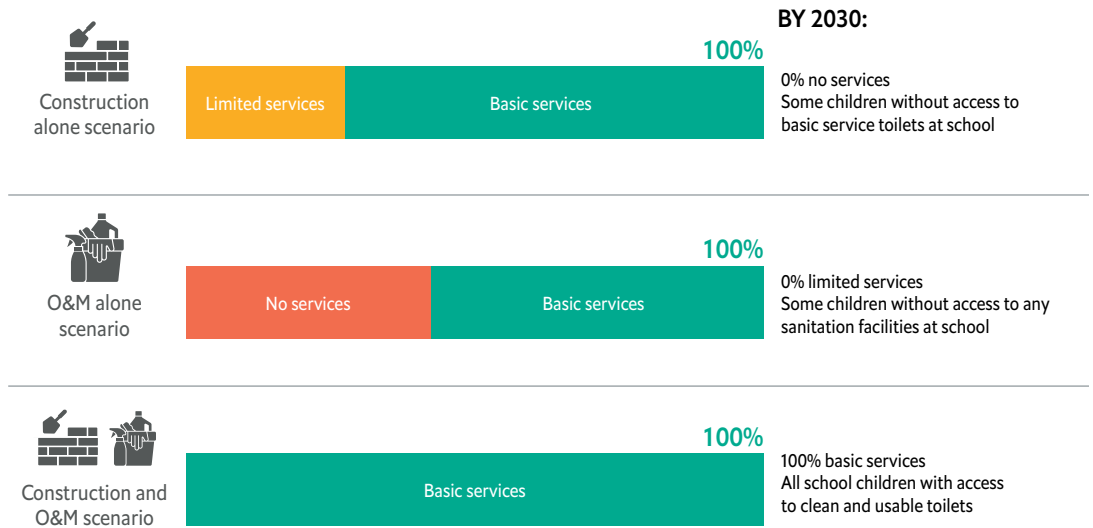 BY 2030:
Construction
alone scenario
Limited services
Basic services
100%
0% no services
Some children without access to
basic service toilets at school
O&M alone
scenario
No services
Basic services
100%
0% limited services
Some children without access to any
sanitation facilities at school
Construction and
O&M scenario
Basic services
100%
100% basic services
All school children with access
to clean and usable toilets